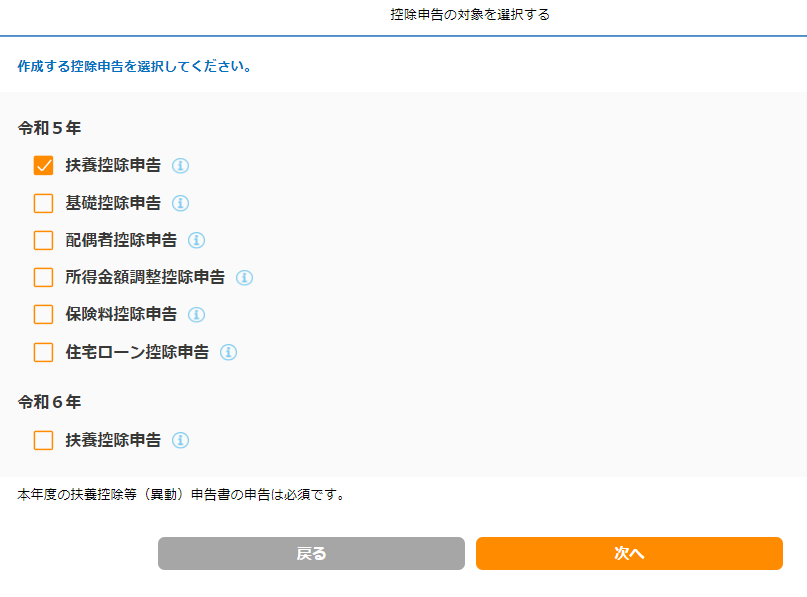 控除申告の対象を選択する
作成する控除申告を選択してください。
令和５年
扶養控除申告
基礎控除申告
配偶者控除申告
所得金額調整控除申告
保険料控除申告
住宅ローン控除申告
令和６年
扶養控除申告
本年度の扶養控除等（異動）申告書の申告は必須です。
戻る
次へ